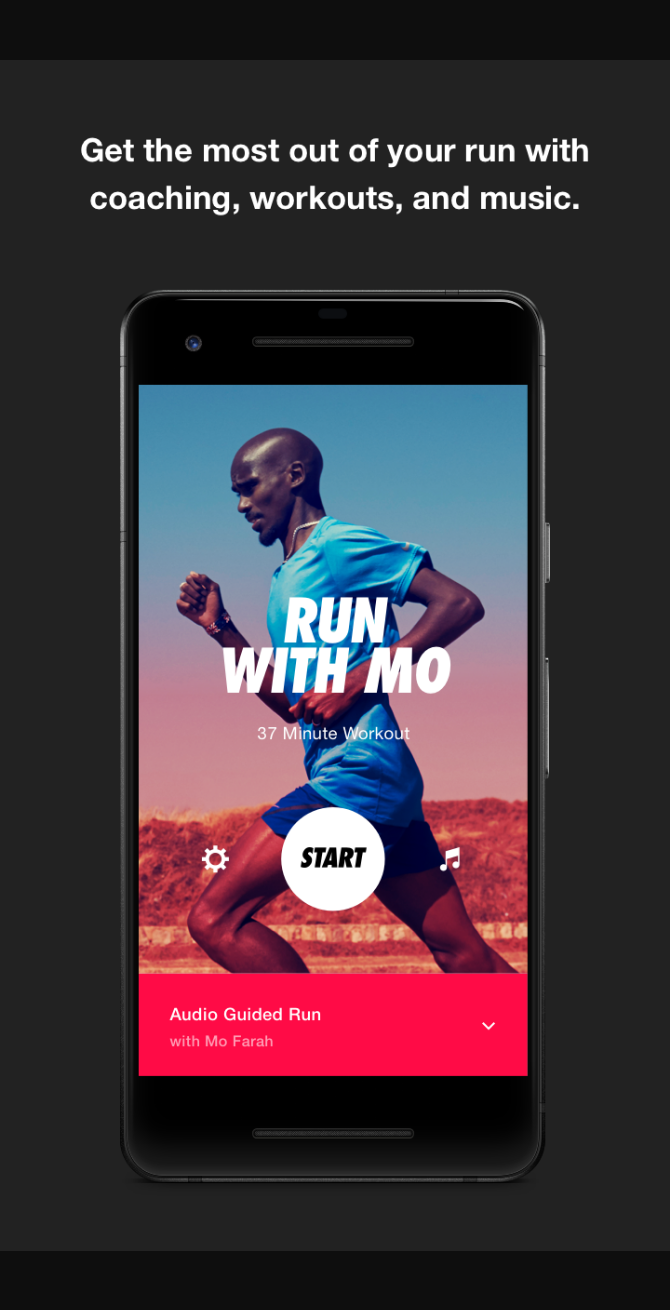 Get the most out of your run with
coaching, workouts, and music.
RUN
WITH MO
37 Minute Workout
START
Audio Guided Run
with Mo Farah